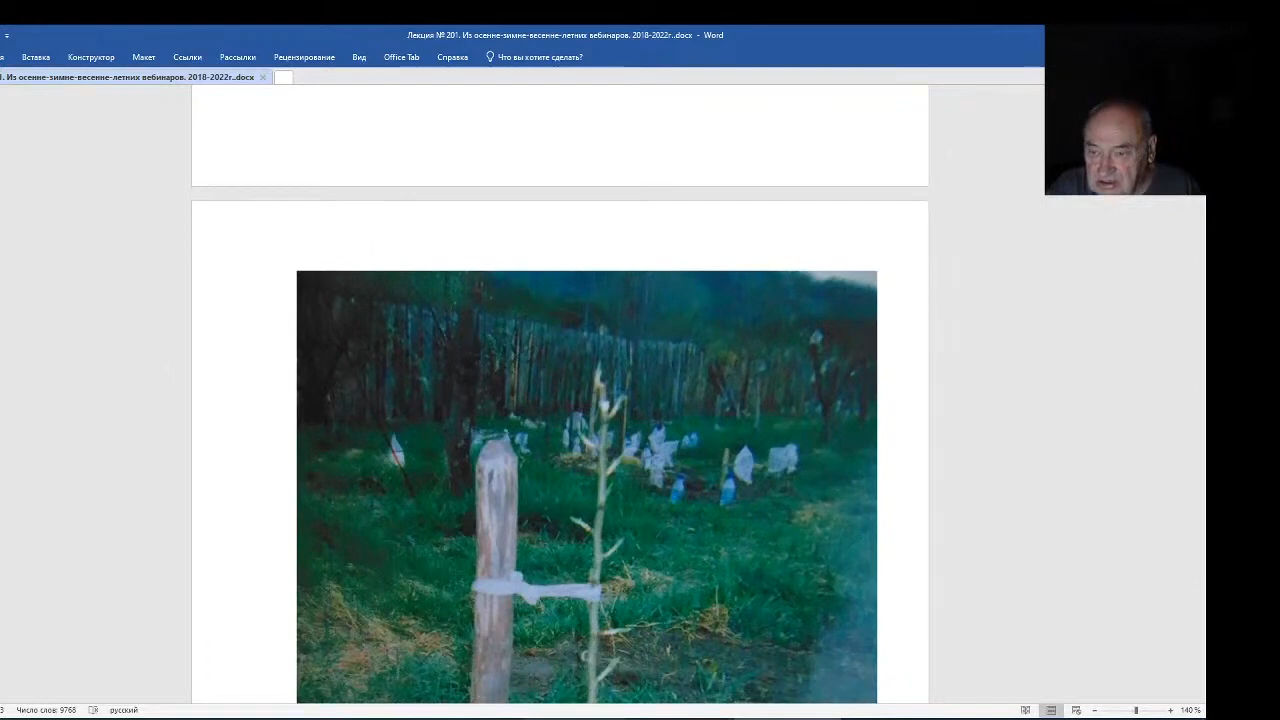 Лекция № 201. Из осенне-зимне-весенне-летних вебинаров. 2018-2022г..docx - Word
Вставка Конструктор Макет Ссылки Рассылки Рецензирование Вид Office Tab Справка Что вы хотите сделать?
. Из осенне-зимне-весенне-летних вебинаров. 2018-2022г..docx
3 Число слов: 9768 русский 140 %